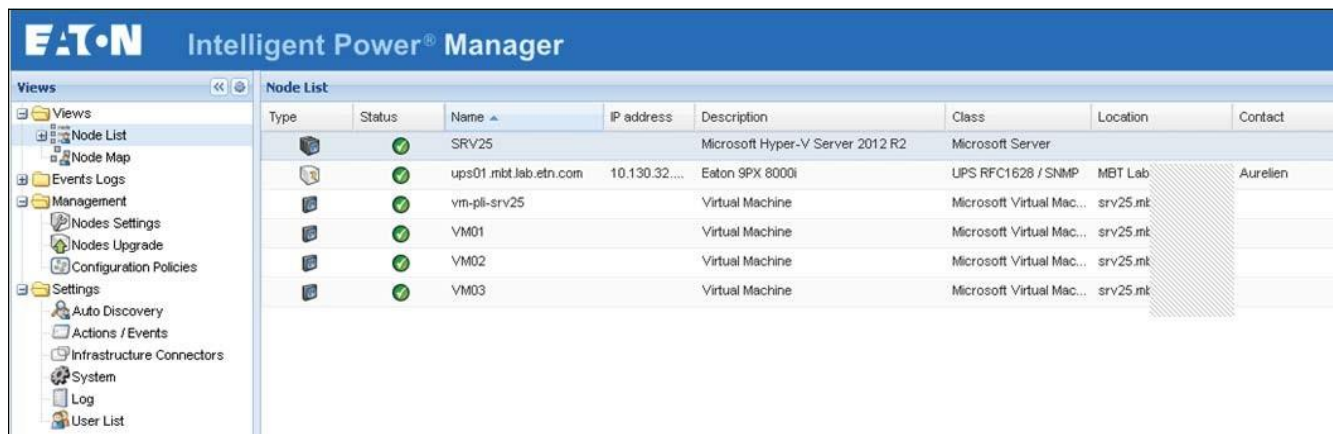 EATON Intelligent Power® Manager
Views
Node List
Views
Node List
Node Map
Events Logs
Management
Nodes Settings
Nodes Upgrade
Configuration Policies
Settings
Auto Discovery
Actions / Events
Infrastructure Connectors
System
Log
User List
Type Status Name IP address Description Class Location Contact
SRV25 Microsoft Hyper-V Server 2012 R2 Microsoft Server
ups01.mbt.lab.etn.com 10.130.32.... Eaton 9PX 8000i UPS RFC1628 / SNMP MBT Lab Aurelien
vm-pli-srv25 Virtual Machine Microsoft Virtual Mac... srv25.mb
VM01 Virtual Machine Microsoft Virtual Mac... srv25.mb
VM02 Virtual Machine Microsoft Virtual Mac... srv25.mb
VM03 Virtual Machine Microsoft Virtual Mac... srv25.mb